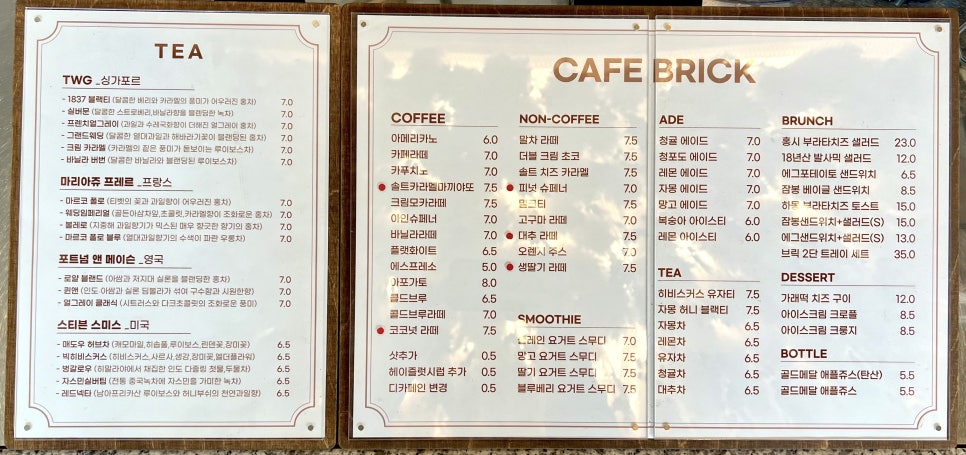 TEA
TWG _싱가포르
- 1837 블랙티 (달콤한 베리와 카라멜의 풍미가 어우러진 홍차) 7.0
- 실버문 (달콤한 스트로베리,바닐라향을 블렌딩한 녹차) 7.0
- 프렌치얼그레이 (과일과 수레국화향이 더해진 얼그레이 홍차) 7.0
- 그랜드웨딩 (달콤한 열대과일과 해바라기꽃이 블렌딩된 홍차) 7.0
- 크림 카라멜 (카라멜의 짙은 풍미가 돋보이는 루이보스차) 7.0
- 바닐라 버번 (달콤한 바닐라와 블렌딩된 루이보스차) 7.0
마리아쥬 프레르 _프랑스
- 마르코 폴로 (티벳의 꽃과 과일향이 어우러진 홍차) 7.0
- 웨딩임페리얼 (골든아삼찻잎,초콜릿,카라멜향이 조화로운 홍차) 7.0
- 볼레로 (지중해 과일향기가 믹스된 매우 향긋한 향기의 홍차) 7.0
- 마르코 폴로 블루 (열대과일향기의 수색이 파란 우롱차) 7.0
포트넘 앤 메이슨 _영국
- 로얄 블랜드 (아쌈과 저지대 실론을 블렌딩한 홍차) 7.0
- 퀸앤 (인도 아쌈과 실론 딤블라가 섞여 구수함과 시원한향) 7.0
- 얼그레이 클래식 (시트러스와 다크초콜릿의 조화로운 풍미) 7.0
스티븐 스미스 _미국
- 매도우 허브차 (캐모마일,히솝풀,루이보스,린덴꽃,장미꽃) 6.5
- 빅히비스커스 (히비스커스,사르사,생강,장미꽃,엘더플라워) 6.5
- 벵갈로우 (히말라야에서 채집한 인도 다즐링 첫물,두물차) 6.5
- 자스민실버팁 (전통 중국녹차에 자스민을 가미한 녹차) 6.5
- 레드넥타 (남아프리카산 루이보스와 허니부쉬의 천연과일향) 6.5
CAFE BRICK
COFFEE
아메리카노 6.0
카페라떼 7.0
카푸치노 7.0
솔트카라멜마끼야또 7.5
크림모카라떼 7.5
아인슈페너 7.0
바닐라라떼 7.0
플랫화이트 6.5
에스프레소 5.0
아포가토 8.0
콜드브루 6.5
콜드브루라떼 7.0
코코넛 라떼 7.5
샷추가 0.5
헤이즐럿시럽 추가 0.5
디카페인 변경 0.5
NON-COFFEE
말차 라떼 7.5
더블 크림 초코 7.5
솔트 치즈 카라멜 7.5
피넛 슈페너 7.0
밀크티 7.5
고구마 라떼 7.0
대추 라떼 7.5
오렌지 주스 7.0
생딸기 라떼 7.5
SMOOTHIE
플레인 요거트 스무디 7.0
망고 요거트 스무디 7.5
딸기 요거트 스무디 7.5
블루베리 요거트 스무디 7.5
ADE
청귤 에이드 7.0
청포도 에이드 7.0
레몬 에이드 7.0
자몽 에이드 7.0
망고 에이드 7.0
복숭아 아이스티 6.0
레몬 아이스티 6.0
TEA
히비스커스 유자티 7.5
자몽 허니 블랙티 7.5
자몽차 6.5
레몬차 6.5
유자차 6.5
청귤차 6.5
대추차 6.5
BRUNCH
홍시 부라타치즈 샐러드 23.0
18년산 발사믹 샐러드 12.0
에그포테이토 샌드위치 6.5
잠봉 베이글 샌드위치 8.5
하몽 부라타치즈 토스트 15.0
잠봉샌드위치+샐러드(S) 15.0
에그샌드위치+샐러드(S) 13.0
브릭 2단 트레이 세트 35.0
DESSERT
가래떡 치즈 구이 12.0
아이스크림 크로플 8.5
아이스크림 크룽지 8.5
BOTTLE
골드메달 애플쥬스(탄산) 5.5
골드메달 애플쥬스 5.5